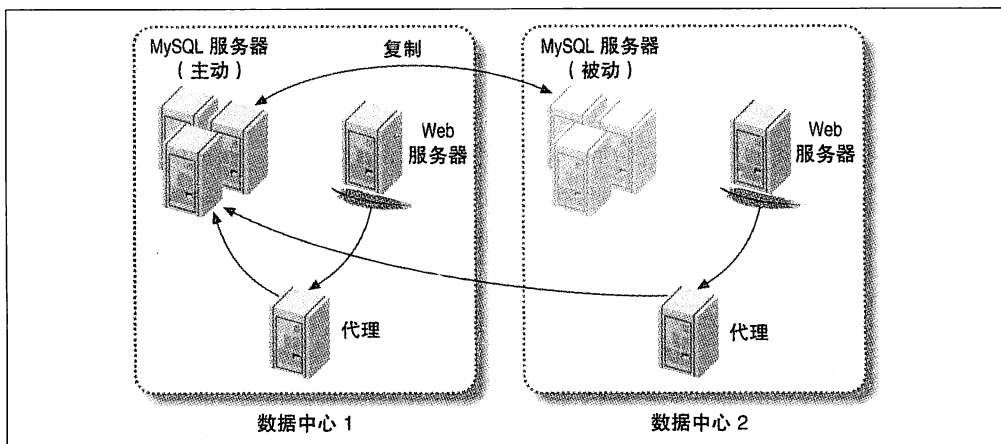 MySQL 服务器
（主动）
复制
Web
服务器
代理
数据中心 1
MySQL 服务器
（被动）
Web
服务器
代理
数据中心 2